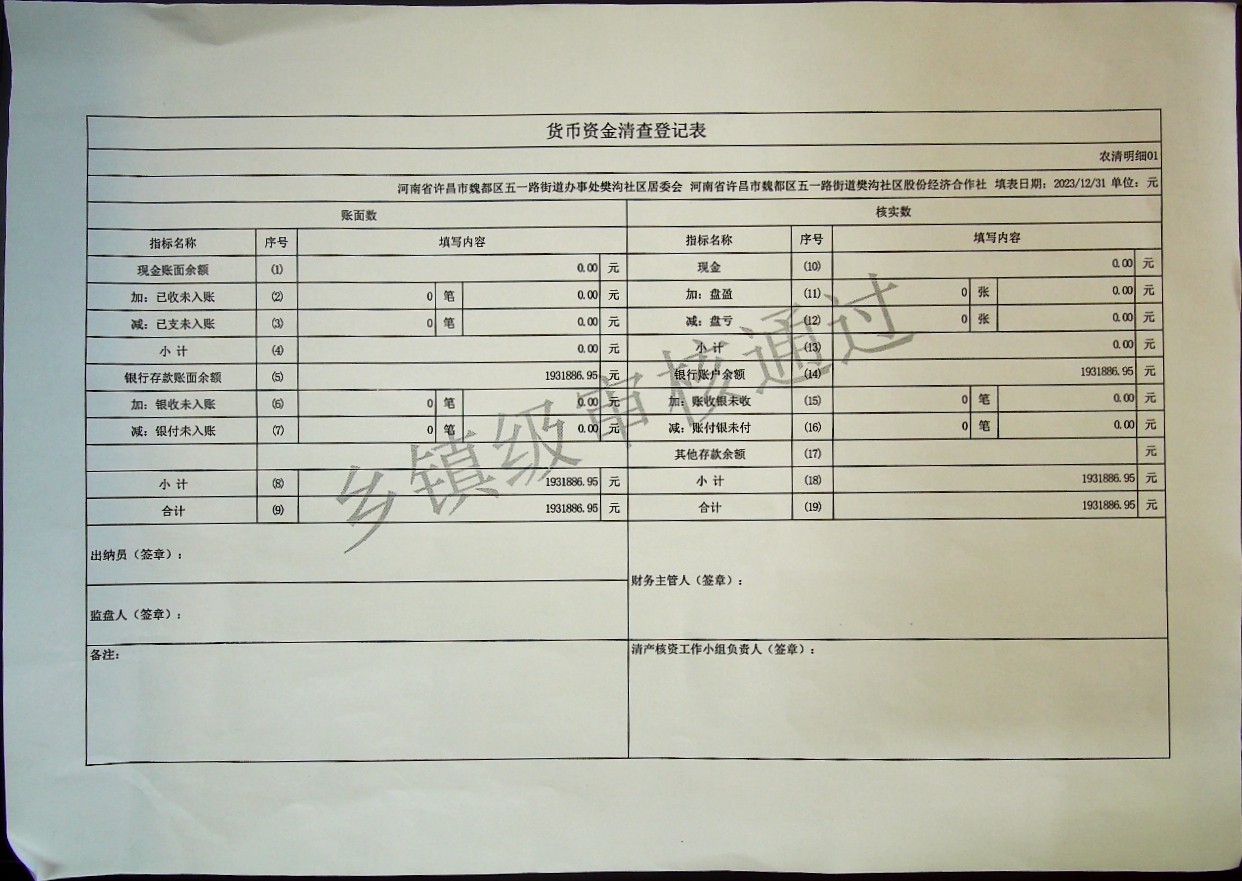 货币资金清查登记表
农清明细01
河南省许昌市魏都区五一路街道办事处樊沟社区居委会 河南省许昌市魏都区五一路街道樊沟社区股份经济合作社 填表日期：2023/12/31 单位：元
账面数 核实数
指标名称 序号 填写内容 指标名称 序号 填写内容
现金账面余额 (1) 0.00 元 现金 (10) 0.00 元
加：已收未入账 (2) 0 笔 0.00 元 加：盘盈 (11) 0 张 0.00 元
减：已支未入账 (3) 0 笔 0.00 元 减：盘亏 (12) 0 张 0.00 元
小 计 (4) 0.00 元 小 计 (13) 0.00 元
银行存款账面余额 (5) 1931886.95 元 银行账户余额 (14) 1931886.95 元
加：银收未入账 (6) 0 笔 0.00 元 加：账收银未收 (15) 0 笔 0.00 元
减：银付未入账 (7) 0 笔 0.00 元 减：账付银未付 (16) 0 笔 0.00 元
其他存款余额 (17) 元
小 计 (8) 1931886.95 元 小 计 (18) 1931886.95 元
合计 (9) 1931886.95 元 合计 (19) 1931886.95 元
乡镇级审核通过
出纳员（签章）：
财务主管人（签章）：
监盘人（签章）：
备注：
清产核资工作小组负责人（签章）：